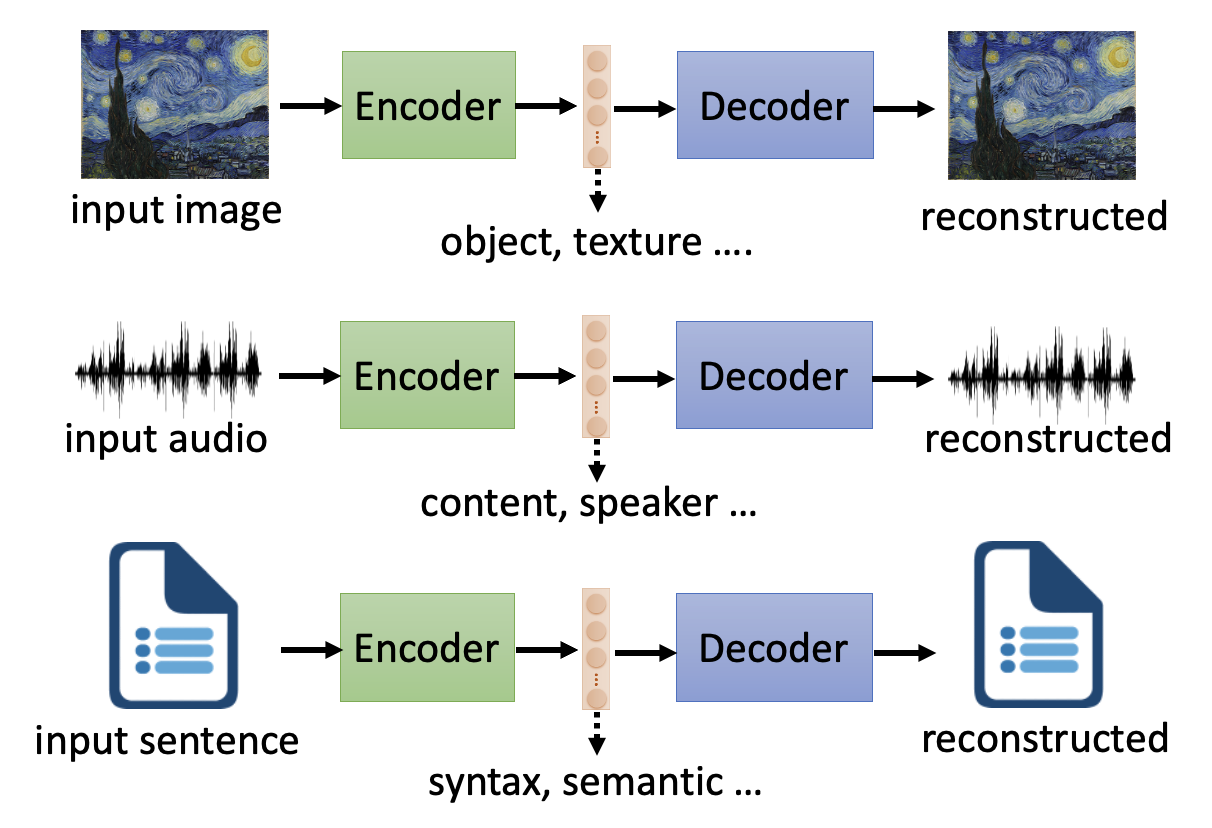 Encoder
Decoder
input image
reconstructed
object, texture ....
Encoder
Decoder
input audio
reconstructed
content, speaker ...
Encoder
Decoder
input sentence
reconstructed
syntax, semantic ...